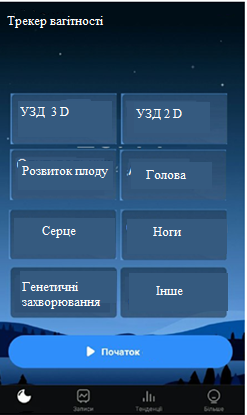 Трекер вагітності
УЗД 3 D
УЗД 2 D
Розвиток плоду
Голова
Серце
Ноги
Генетичні
захворювання
Інше
Початок
Записи
Тенденції
Більше